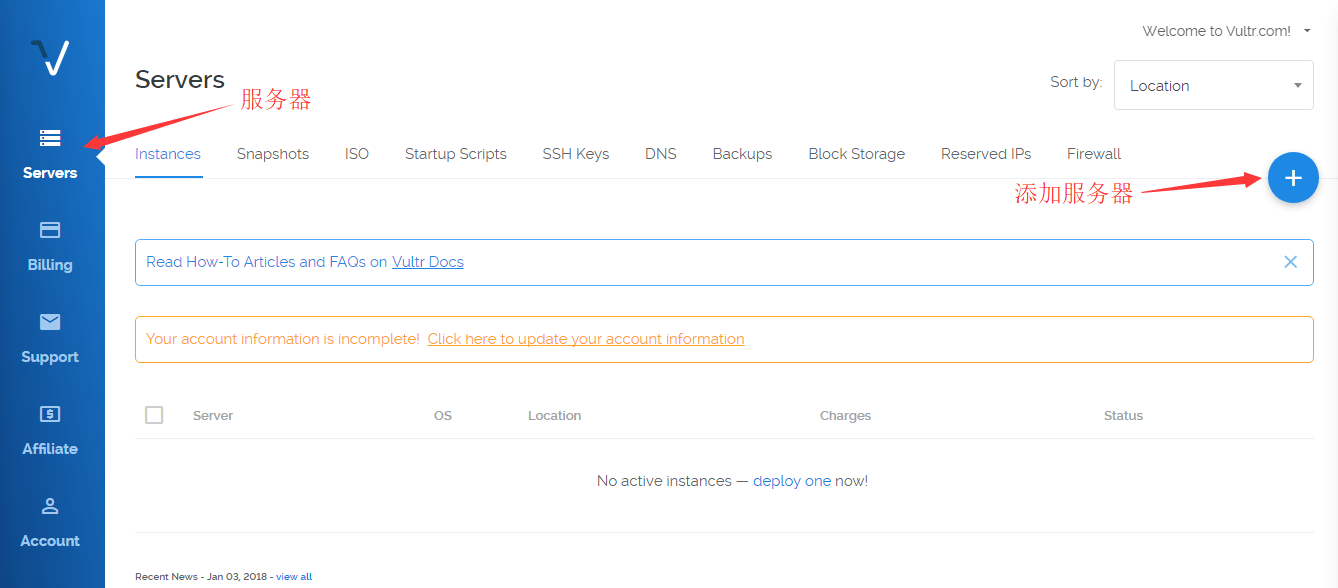 Welcome to Vultr.com!
Servers
服务器
Sort by:
Location
Servers
Instances Snapshots ISO Startup Scripts SSH Keys DNS Backups Block Storage Reserved IPs Firewall
添加服务器
Billing
Read How-To Articles and FAQs on Vultr Docs
Support
Your account information is incomplete! Click here to update your account information
Affiliate
Server OS Location Charges Status
No active instances — deploy one now!
Account
Recent News - Jan 03, 2018 - view all